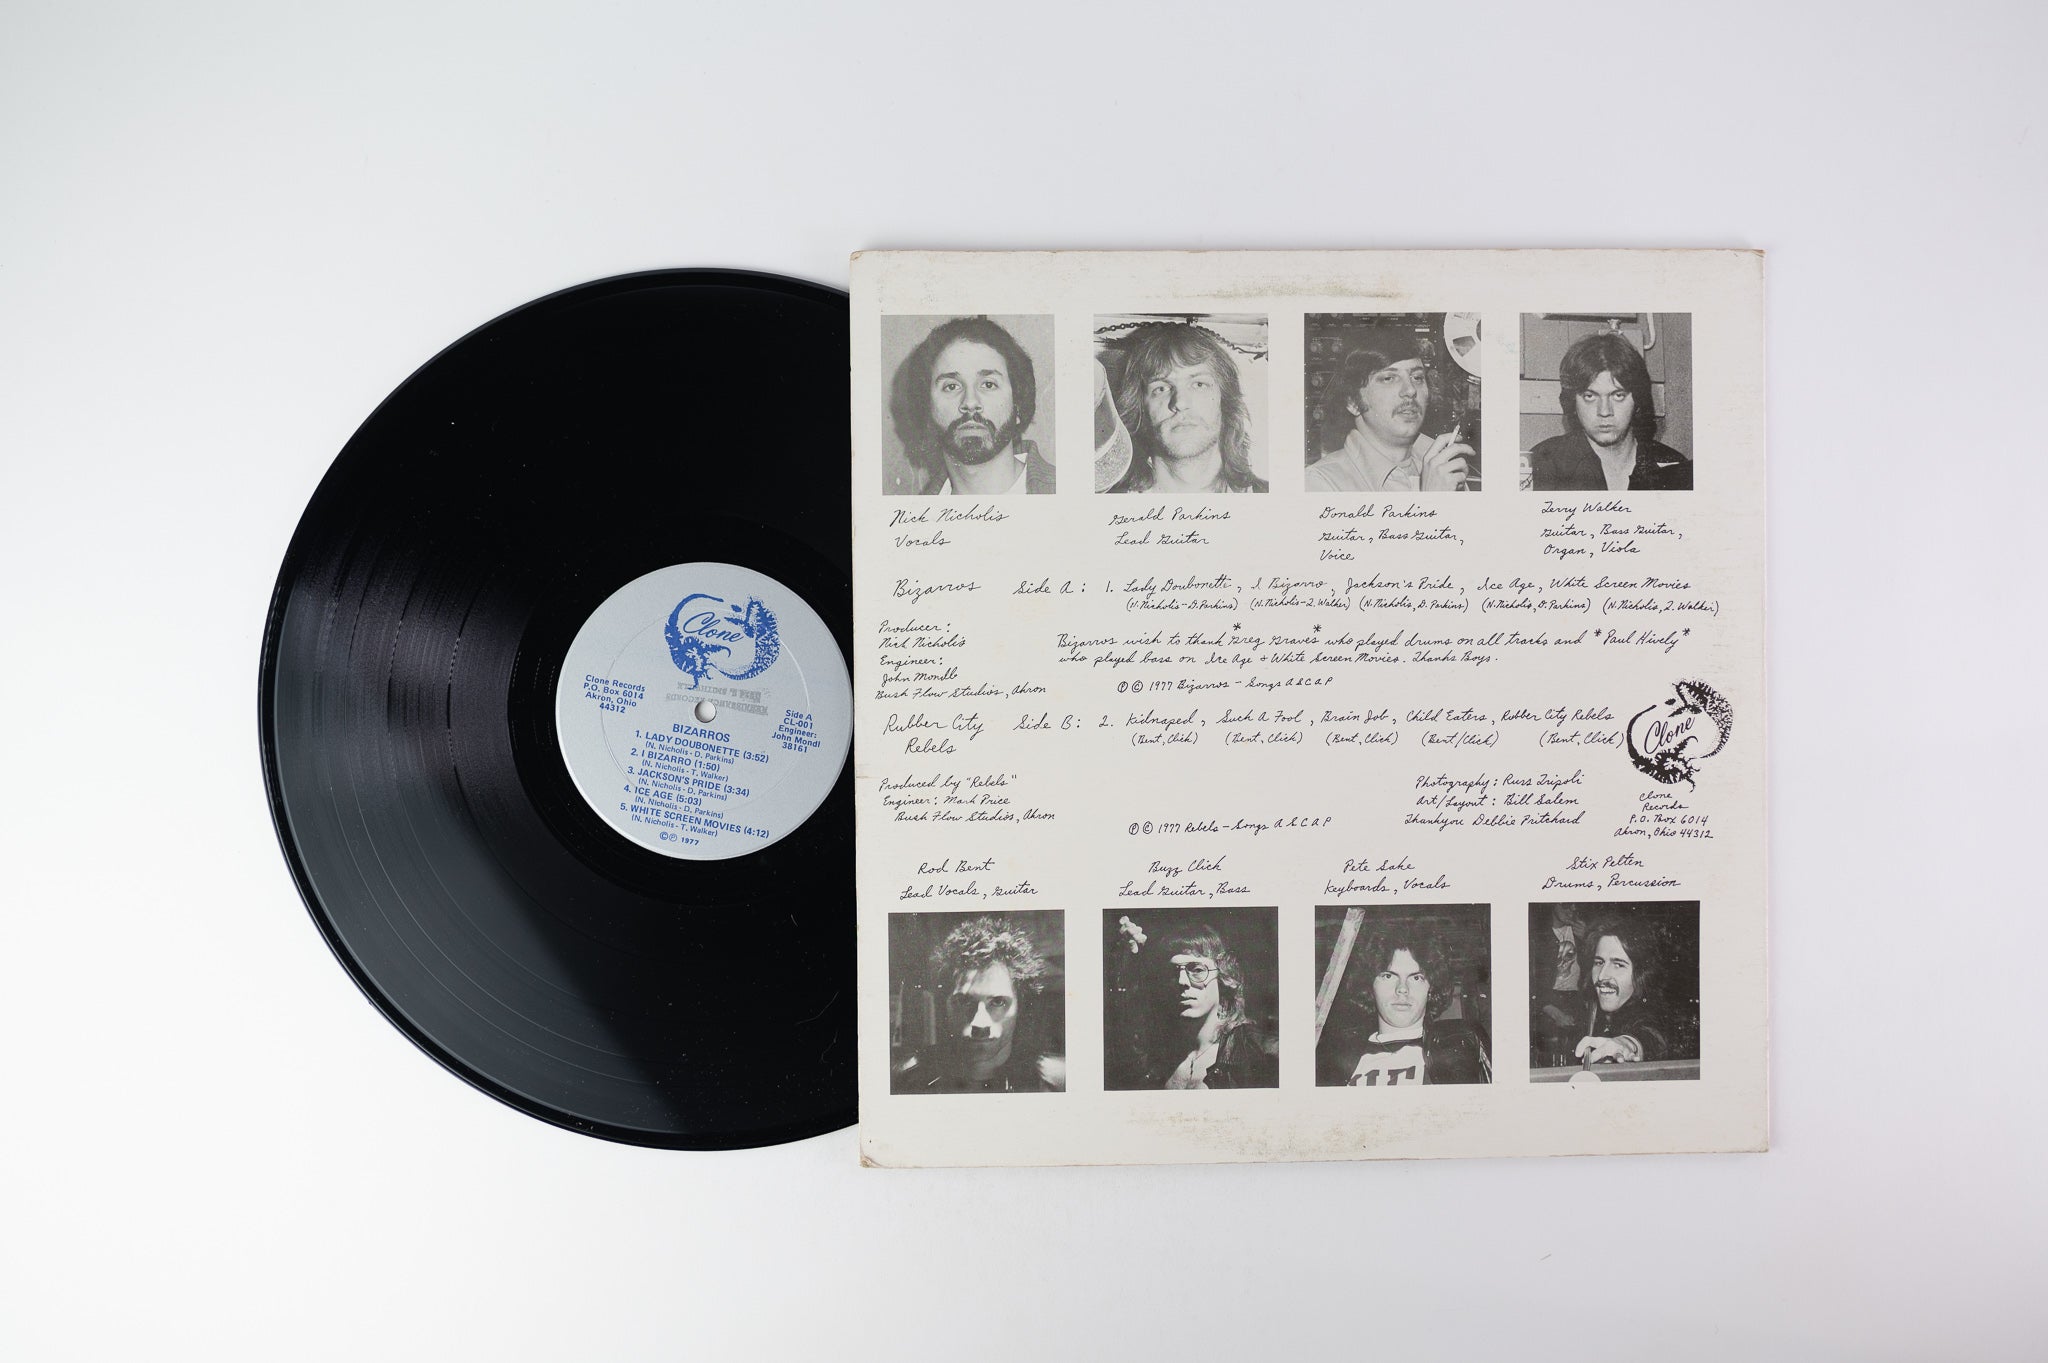 Clone
Clone Records
P.O. Box 6014
Akron, Ohio
44312
Side A
CL-001
Engineer:
John Mondl
38161
BIZARROS
1. LADY DOUBONETTE (3:52)
(N. Nicholis - D. Parkins)
2. I BIZARRO (1:50)
(N. Nicholis - T. Walker)
3. JACKSON'S PRIDE (3:34)
(N. Nicholis - D. Parkins)
4. ICE AGE (5:03)
(N. Nicholis - D. Parkins)
5. WHITE SCREEN MOVIES (4:12)
(N. Nicholis - T. Walker)
©℗ 1977
Nick Nicholis
Vocals
Gerald Parkins
Lead Guitar
Donald Parkins
Guitar, Bass Guitar,
Voice
Terry Walker
Guitar, Bass Guitar,
Organ, Viola
Bizarros Side A: 1. Lady Doubonetti, I Bizarro, Jackson's Pride, Ice Age, White Screen Movies
(N. Nicholis-D. Parkins) (N. Nicholis-T. Walker) (N. Nicholis, D. Parkins) (N. Nicholis, D. Parkins) (N. Nicholis, T. Walker)
Producer:
Nick Nicholis
Engineer:
John Mondlo
Bush Flow Studios, Akron
Bizarros wish to thank *Greg Graves* who played drums on all tracks and *Paul Hively*
who played bass on Ice Age & White Screen Movies. Thanks Boys.
℗ © 1977 Bizarros - Songs ASCAP
Rubber City Side B: 2. Kidnaped, Such A Fool, Brain Job, Child Eaters, Rubber City Rebels
Rebels (Bent, Click) (Bent, Click) (Bent, Click) (Bent/Click) (Bent, Click)
Clone
Produced by "Rebels"
Engineer: Mark Price
Bush Flow Studios, Akron
℗ © 1977 Rebels - Songs ASCAP
Photography: Russ Tripoli
Art/Layout: Bill Salem
Thankyou Debbie Pritchard
Clone
Records
P.O. Box 6014
Akron, Ohio 44312
Rod Bent
Lead Vocals, Guitar
Buzz Click
Lead Guitar, Bass
Pete Sake
Keyboards, Vocals
Stix Pelten
Drums, Percussion